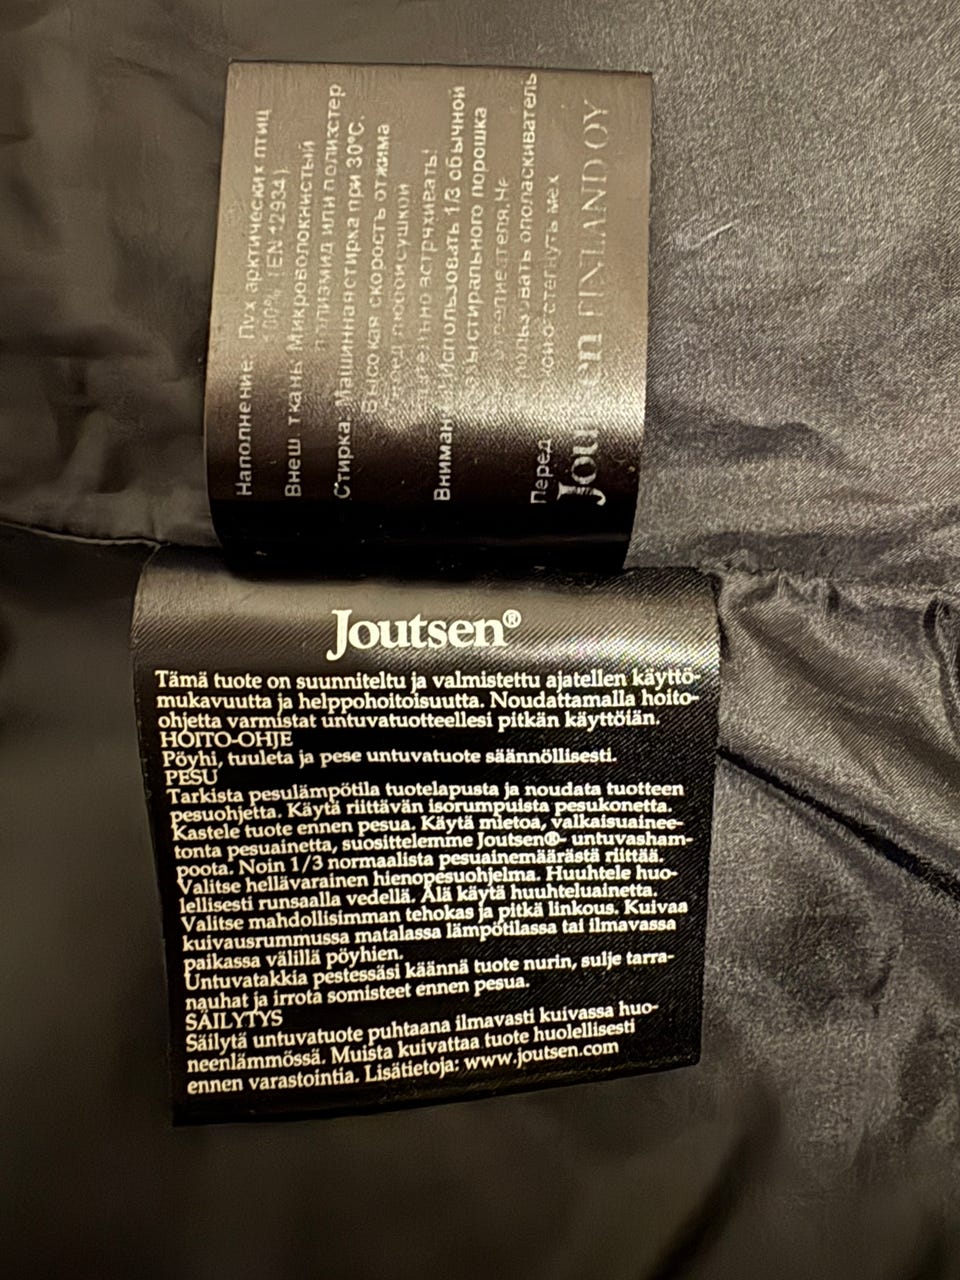 Наполнение: Пух арктических птиц
100% (EN 12934)
Внеш. ткань: Микроволокнистый
полиамид или полиэстер
Стирка: Машинная стирка при 30°C.
Высокая скорость отжима
встряхивать!
Внимание! Использовать 1/3 обычной
дозы стирального порошка
ополаскиватель
Перед
отстегнуть мех
Joutsen FINLAND OY
Joutsen®
Tämä tuote on suunniteltu ja valmistettu ajatellen käyttö-
mukavuutta ja helppohoitoisuutta. Noudattamalla hoito-
ohjetta varmistat untuvatuotteellesi pitkän käyttöiän.
HOITO-OHJE
Pöyhi, tuuleta ja pese untuvatuote säännöllisesti.
PESU
Tarkista pesulämpötila tuotelapusta ja noudata tuotteen
pesuohjetta. Käytä riittävän isorumpuista pesukonetta.
Kastele tuote ennen pesua. Käytä mietoa, valkaisuainee-
tonta pesuainetta, suosittelemme Joutsen®- untuvasham-
poota. Noin 1/3 normaalista pesuainemäärästä riittää.
Valitse hellävarainen hienopesuohjelma. Huuhtele huo-
lellisesti runsaalla vedellä. Älä käytä huuhteluainetta.
Valitse mahdollisimman tehokas ja pitkä linkous. Kuivaa
kuivausrummussa matalassa lämpötilassa tai ilmavassa
paikassa välillä pöyhien.
Untuvatakkia pestessäsi käännä tuote nurin, sulje tarra-
nauhat ja irrota somisteet ennen pesua.
SÄILYTYS
Säilytä untuvatuote puhtaana ilmavasti kuivassa huo-
neenlämmössä. Muista kuivattaa tuote huolellisesti
ennen varastointia. Lisätietoja: www.joutsen.com